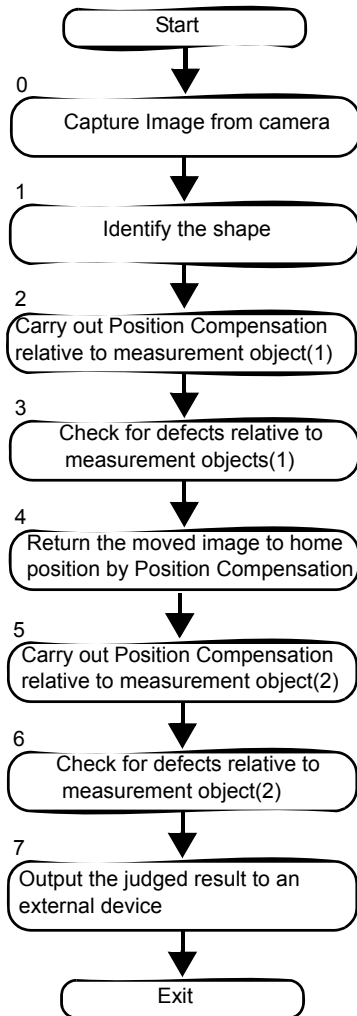 Start
0
Capture Image from camera
1
Identify the shape
2
Carry out Position Compensation
relative to measurement object(1)
3
Check for defects relative to
measurement objects(1)
4
Return the moved image to home
position by Position Compensation
5
Carry out Position Compensation
relative to measurement object(2)
6
Check for defects relative to
measurement object(2)
7
Output the judged result to an
external device
Exit